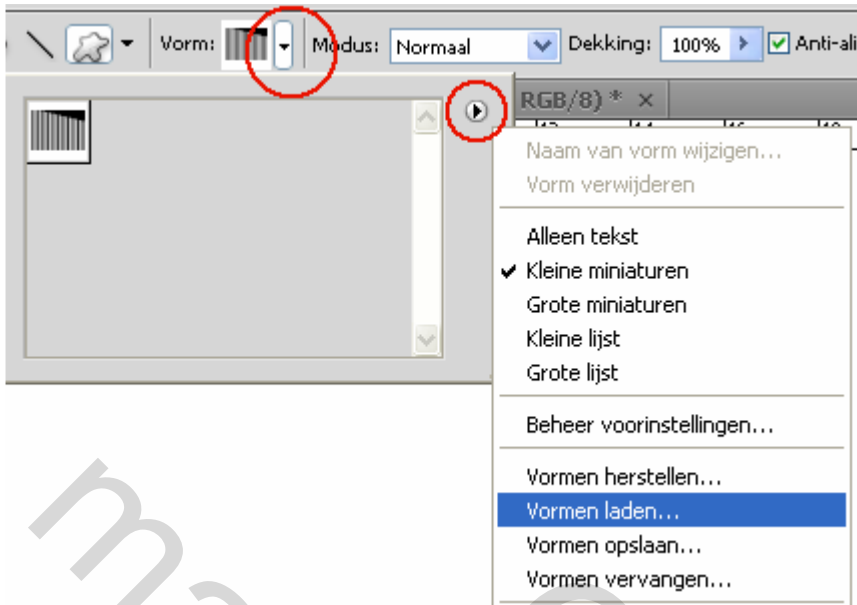 Vorm: Modus: Normaal Dekking: 100% Anti-ali
RGB/8) * ×
Naam van vorm wijzigen...
Vorm verwijderen
Alleen tekst
Kleine miniaturen
Grote miniaturen
Kleine lijst
Grote lijst
Beheer voorinstellingen...
Vormen herstellen...
Vormen laden...
Vormen opslaan...
Vormen vervangen...